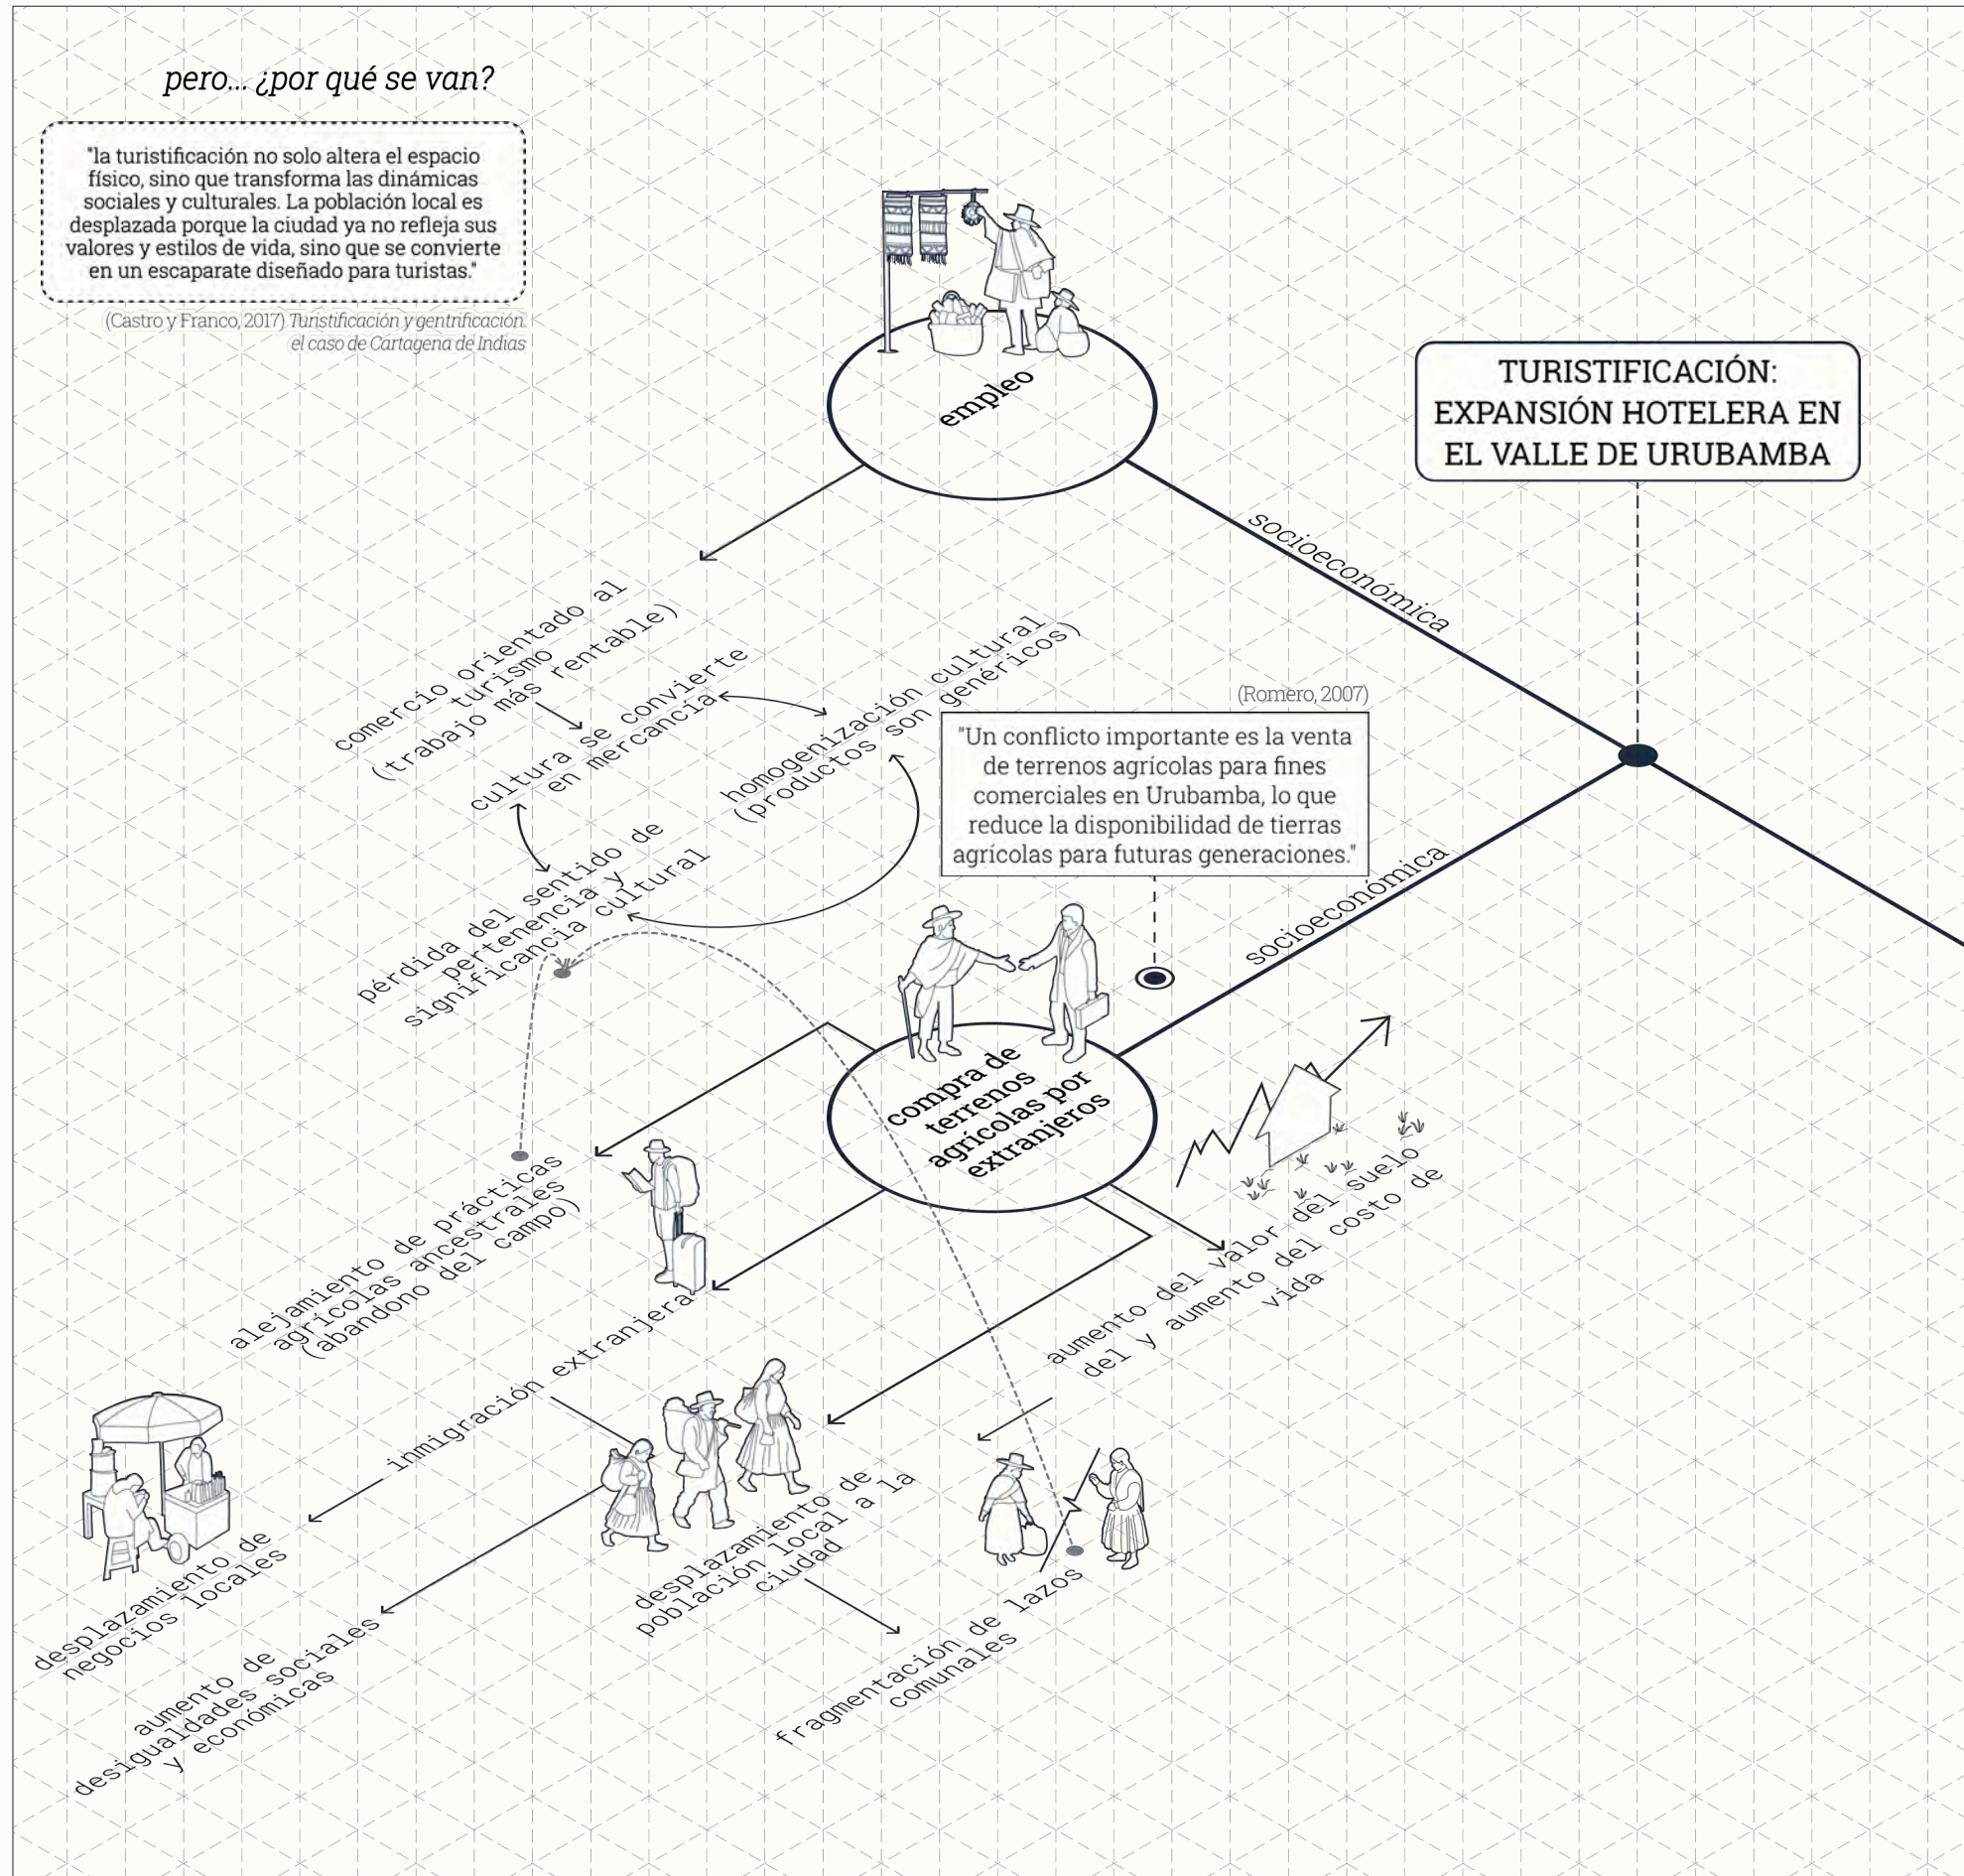 pero... ¿por qué se van?
"la turistificación no solo altera el espacio
físico, sino que transforma las dinámicas
sociales y culturales. La población local es
desplazada porque la ciudad ya no refleja sus
valores y estilos de vida, sino que se convierte
en un escaparate diseñado para turistas."
(Castro y Franco, 2017) Turistificación y gentrificación.
el caso de Cartagena de Indias
TURISTIFICACIÓN:
EXPANSIÓN HOTELERA EN
EL VALLE DE URUBAMBA
empleo
socioeconómica
comercio orientado al
turismo
(trabajo más rentable)
cultura se convierte
en mercancía
homogenización cultural
(productos son genéricos)
pérdida del sentido de
pertenencia y
significancia cultural
(Romero, 2007)
"Un conflicto importante es la venta
de terrenos agrícolas para fines
comerciales en Urubamba, lo que
reduce la disponibilidad de tierras
agrícolas para futuras generaciones."
socioeconómica
compra de
terrenos
agrícolas por
extranjeros
alejamiento de prácticas
agrícolas ancestrales
(abandono del campo)
aumento del valor del suelo
del y aumento del costo de
vida
inmigración extranjera
desplazamiento de
negocios locales
aumento de
desigualdades sociales
y económicas
desplazamiento de
población local a la
ciudad
fragmentación de lazos
comunales